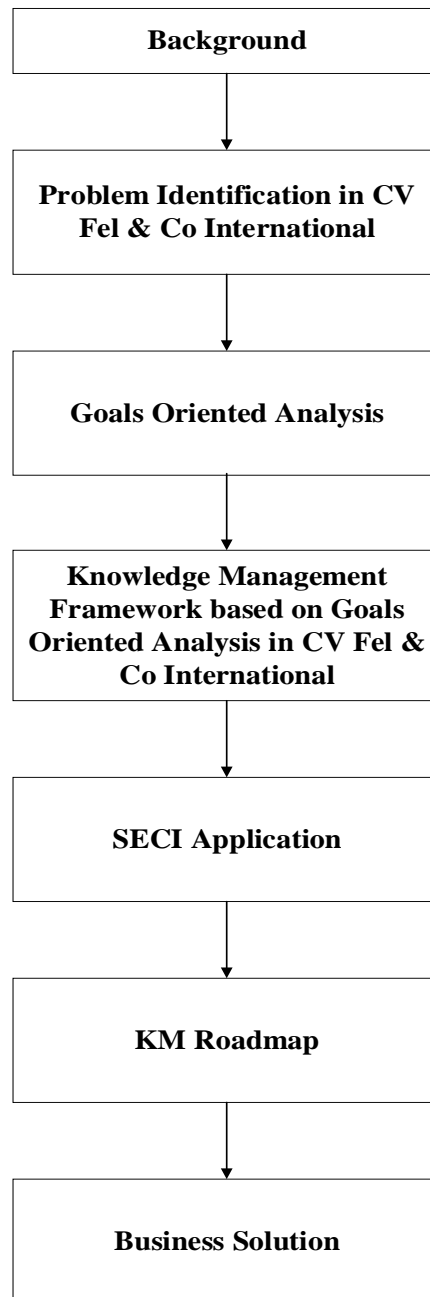 Background
Problem Identification in CV
Fel & Co International
Goals Oriented Analysis
Knowledge Management
Framework based on Goals
Oriented Analysis in CV Fel &
Co International
SECI Application
KM Roadmap
Business Solution